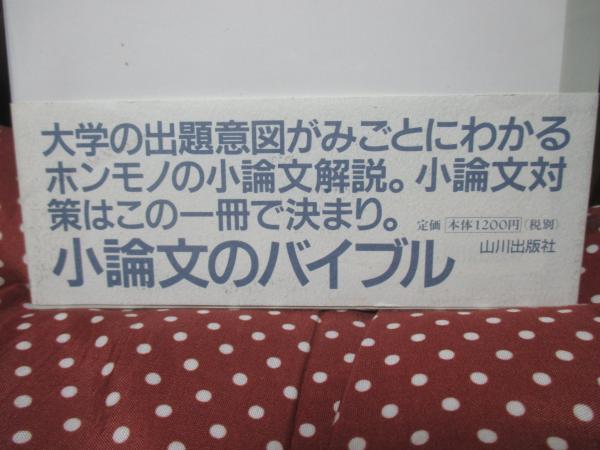 大学の出題意図がみごとにわかる
ホンモノの小論文解説。小論文対
策はこの一冊で決まり。 定価 本体1200円(税別)
小論文のバイブル 山川出版社